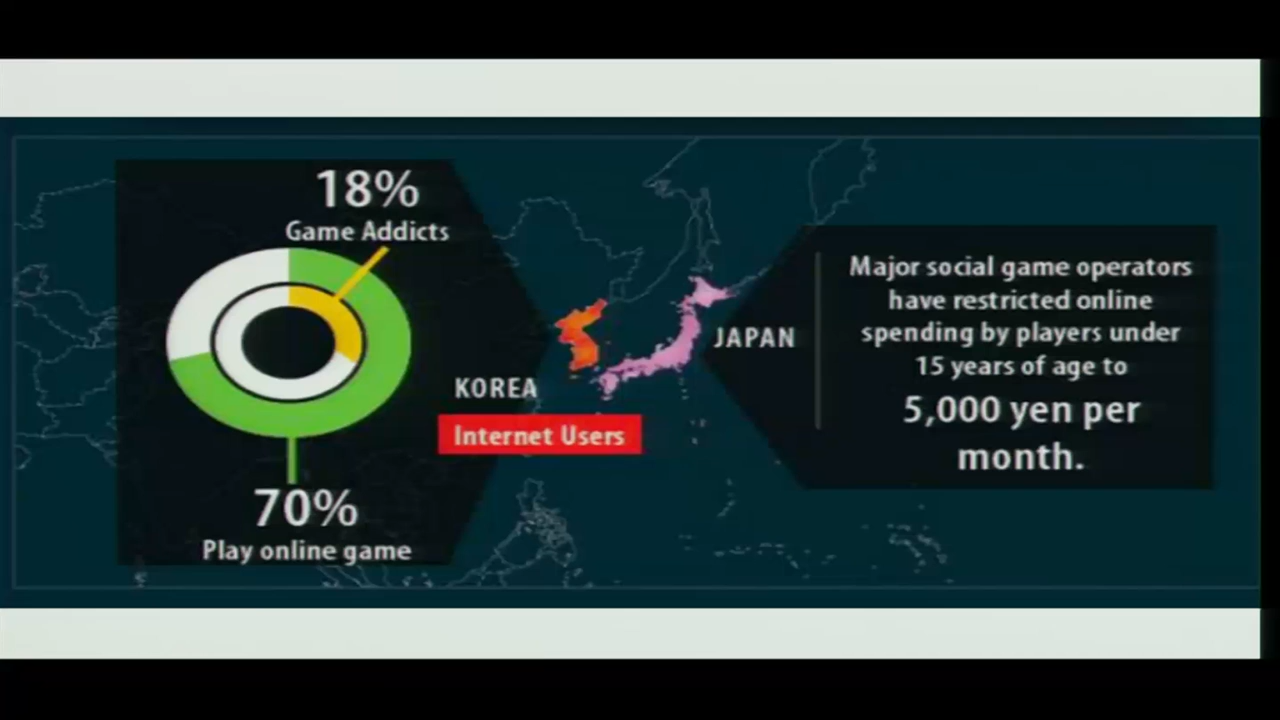 18%
Game Addicts
KOREA
Internet Users
70%
Play online game
JAPAN
Major social game operators
have restricted online
spending by players under
15 years of age to
5,000 yen per
month.